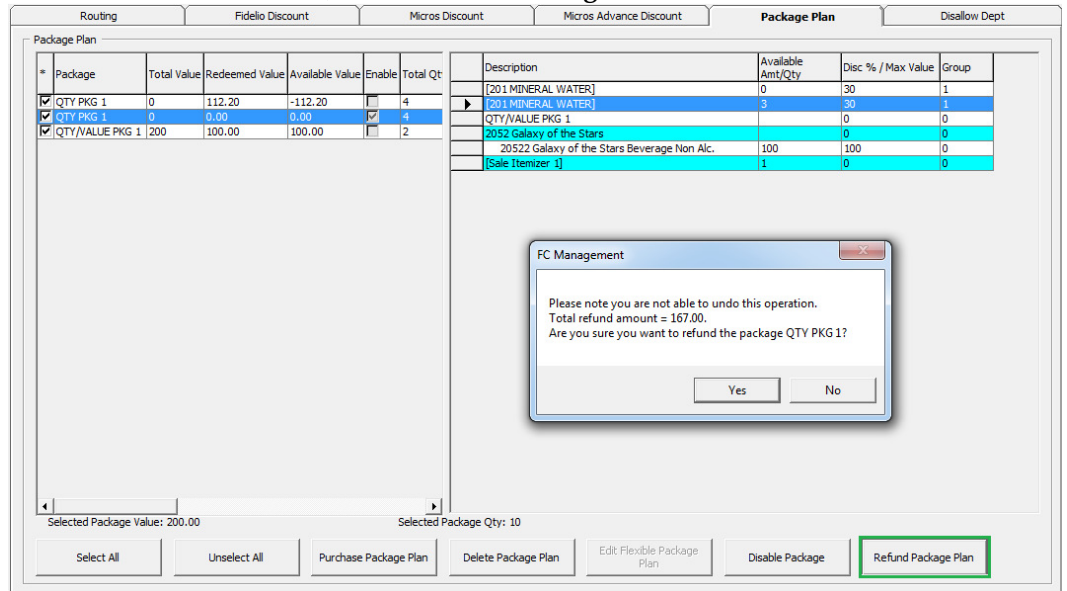 Routing Fidelio Discount Micros Discount Micros Advance Discount Package Plan Disallow Dept
Package Plan
* Package Total Value Redeemed Value Available Value Enable Total Qt
QTY PKG 1 0 112.20 -112.20 4
QTY PKG 1 0 0.00 0.00 4
QTY/VALUE PKG 1 200 100.00 100.00 2
Description Available Amt/Qty Disc % / Max Value Group
[201 MINERAL WATER] 0 30 1
[201 MINERAL WATER] 3 30 1
QTY/VALUE PKG 1 0 0
2052 Galaxy of the Stars 0 0
20522 Galaxy of the Stars Beverage Non Alc. 100 100 0
[Sale Itemizer 1] 1 0 0
FC Management
Please note you are not able to undo this operation.
Total refund amount = 167.00.
Are you sure you want to refund the package QTY PKG 1?
Yes No
Selected Package Value: 200.00 Selected Package Qty: 10
Select All Unselect All Purchase Package Plan Delete Package Plan Edit Flexible Package Plan Disable Package Refund Package Plan